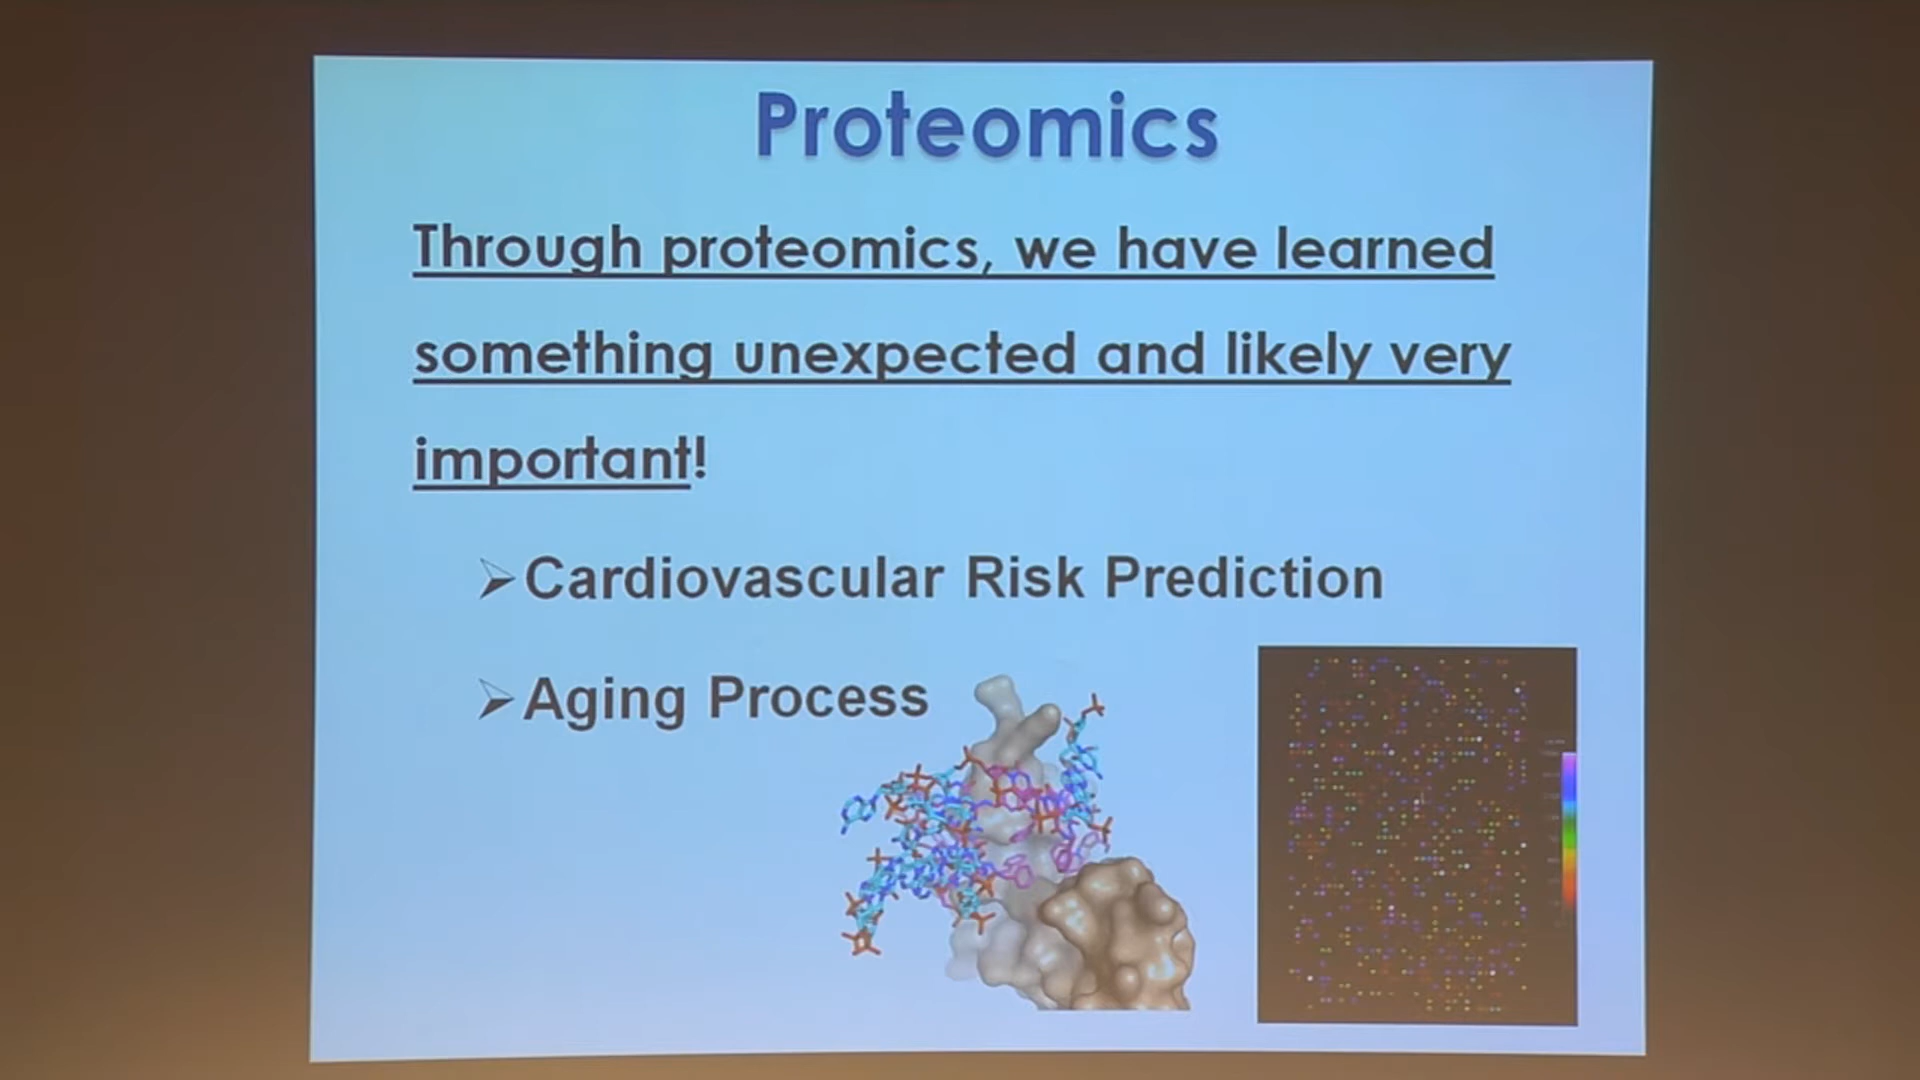 Proteomics
Through proteomics, we have learned
something unexpected and likely very
important!
➢Cardiovascular Risk Prediction
➢Aging Process